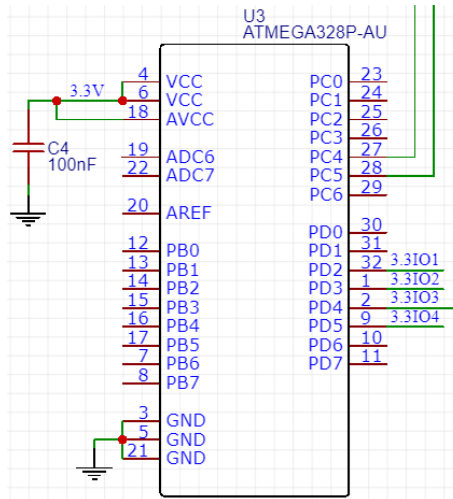 U3
ATMEGA328P-AU
4 VCC PC0 23
3.3V 6 VCC PC1 24
18 AVCC PC2 25
PC3 26
C4 19 ADC6 PC4 27
100nF 22 ADC7 PC5 28
PC6 29
20 AREF
PD0 30
12 PB0 PD1 31
13 PB1 PD2 32 3.3IO1
14 PB2 PD3 1 3.3IO2
15 PB3 PD4 2 3.3IO3
16 PB4 PD5 9 3.3IO4
17 PB5 PD6 10
7 PB6 PD7 11
8 PB7
3 GND
5 GND
21 GND